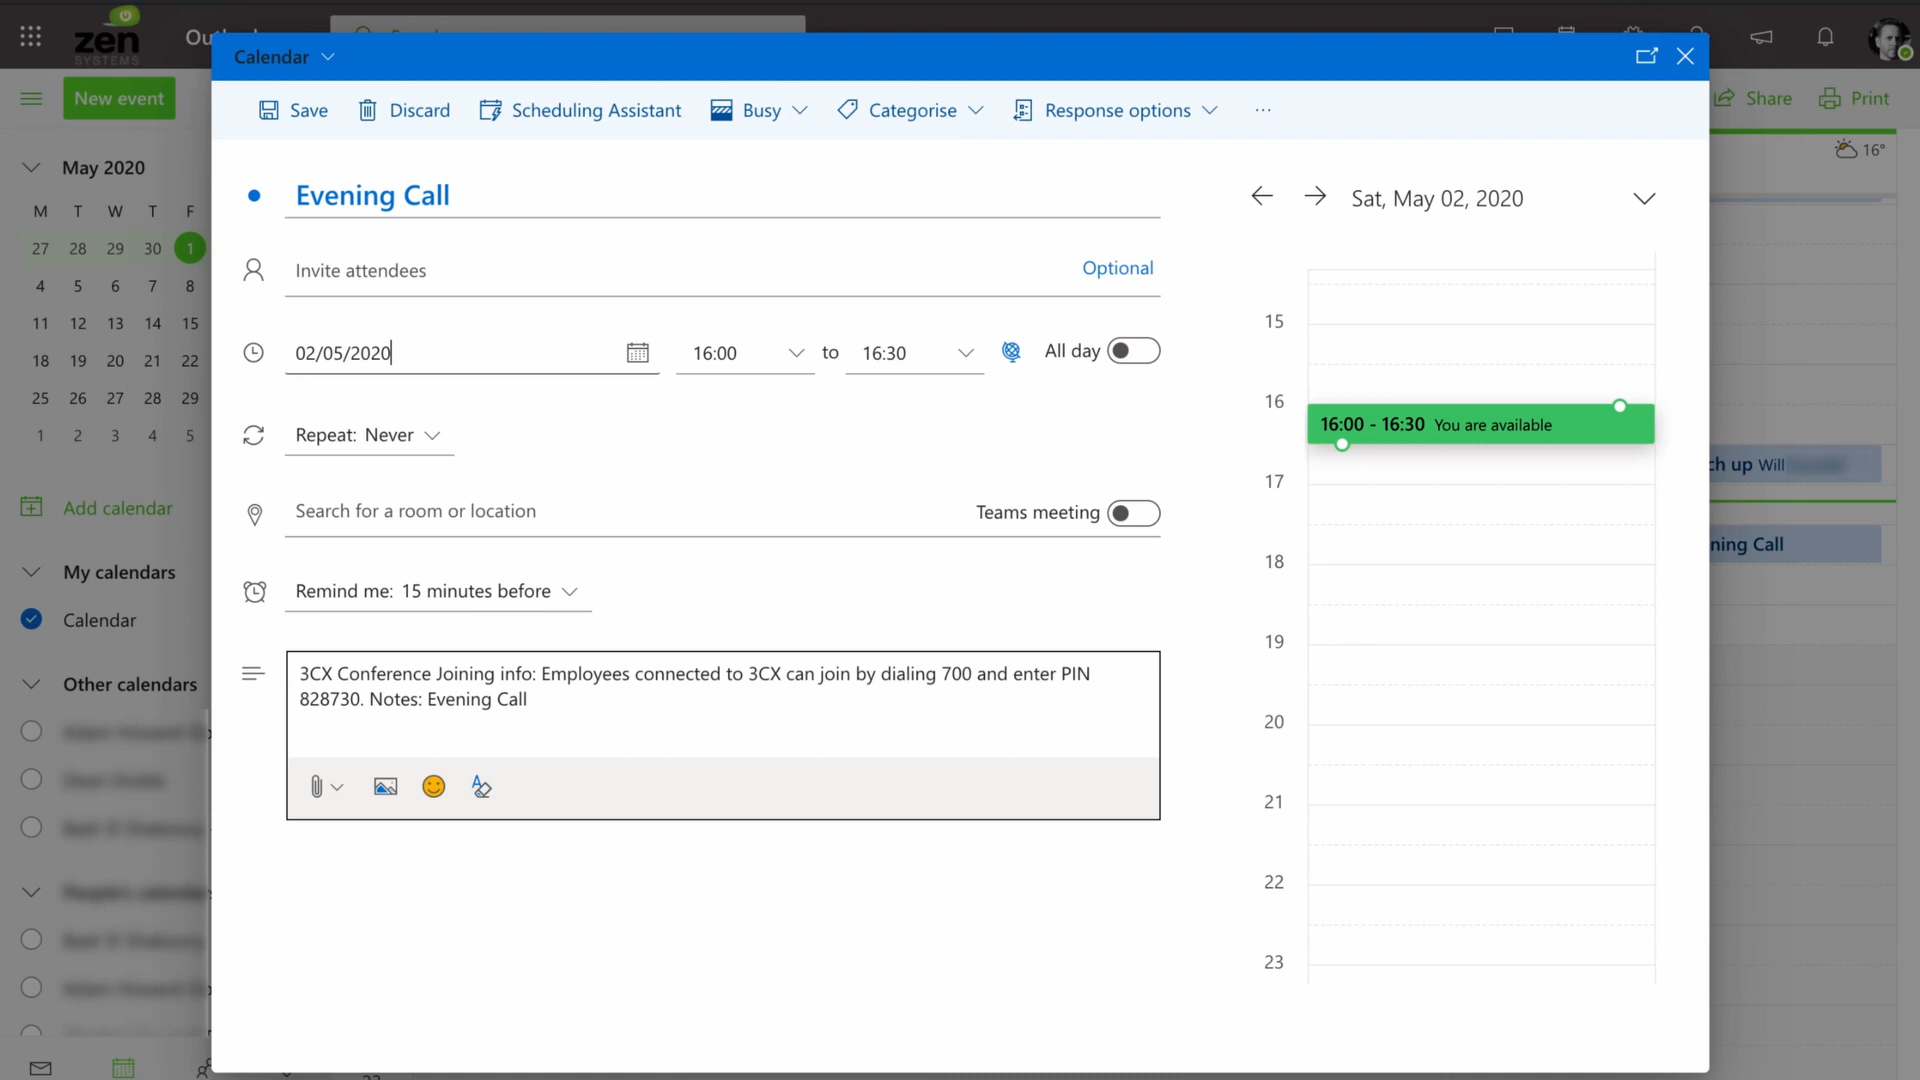 zen
SYSTEMS
Calendar
New event
Share
Print
Save
Discard
Scheduling Assistant
Busy
Categorise
Response options
May 2020
16°
M T W T F
27 28 29 30 1
4 5 6 7 8
11 12 13 14 15
18 19 20 21 22
25 26 27 28 29
1 2 3 4 5
Add calendar
My calendars
Calendar
Other calendars
Evening Call
Invite attendees
Optional
02/05/2020
16:00
to
16:30
All day
Repeat: Never
Search for a room or location
Teams meeting
Remind me: 15 minutes before
3CX Conference Joining info: Employees connected to 3CX can join by dialing 700 and enter PIN
828730. Notes: Evening Call
Sat, May 02, 2020
15
16
16:00 - 16:30 You are available
17
18
19
20
21
22
23
ch up Will
ning Call